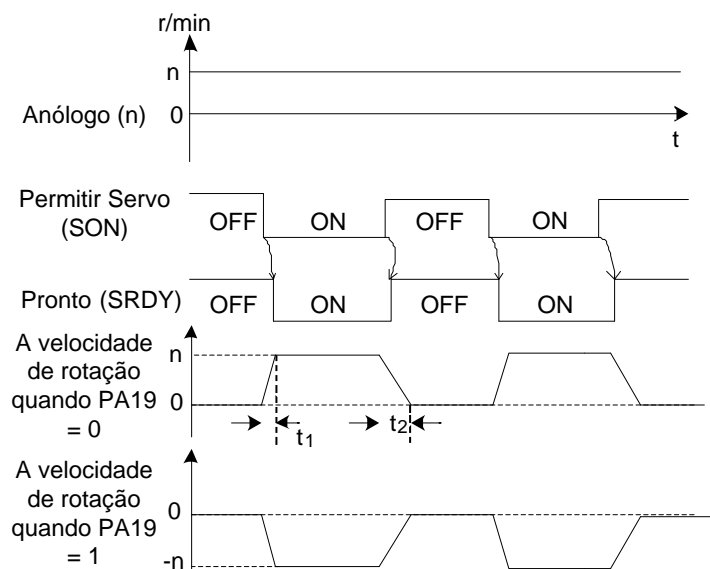 r/min
n
Anólogo (n)
0
t
Permitir Servo
(SON)
OFF
ON
OFF
ON
Pronto (SRDY)
OFF
ON
OFF
ON
A velocidade
de rotação
quando PA19
= 0
n
0
t1
t2
A velocidade
de rotação
quando PA19
= 1
0
-n